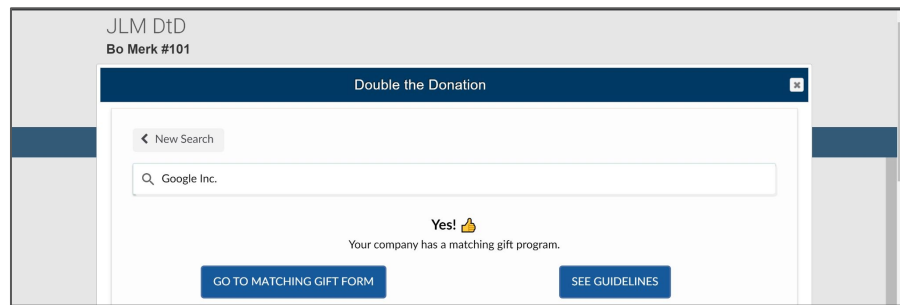 JLM DtD
Bo Merk #101
Double the Donation
New Search
Google Inc.
Yes! 👍
Your company has a matching gift program.
GO TO MATCHING GIFT FORM
SEE GUIDELINES